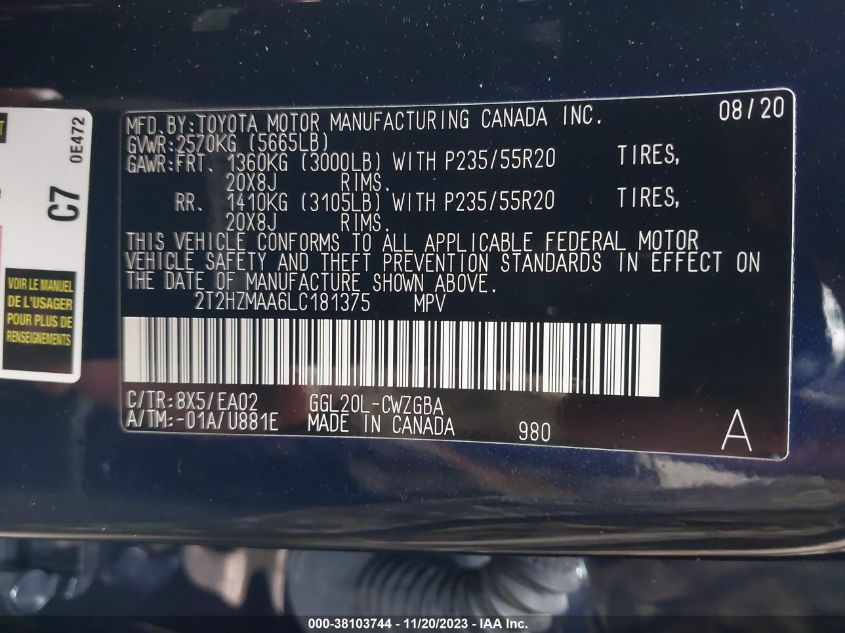 MFD.BY:TOYOTA MOTOR MANUFACTURING CANADA INC. 08/20
GVWR:2570KG (5665LB)
GAWR:FRT. 1360KG (3000LB) WITH P235/55R20 TIRES,
20X8J RIMS.
RR. 1410KG (3105LB) WITH P235/55R20 TIRES,
20X8J RIMS.
THIS VEHICLE CONFORMS TO ALL APPLICABLE FEDERAL MOTOR
VEHICLE SAFETY AND THEFT PREVENTION STANDARDS IN EFFECT ON
THE DATE OF MANUFACTURE SHOWN ABOVE.
2T2HZMAA6LC181375 MPV
C/TR:8X5/EA02 GGL20L-CWZGBA
A/TM:-01A/U881E MADE IN CANADA 980 A
0E472
C7
VOIR LE MANUEL
DE L'USAGER
POUR PLUS DE
RENSEIGNEMENTS
000-38103744 - 11/20/2023 - IAA Inc.